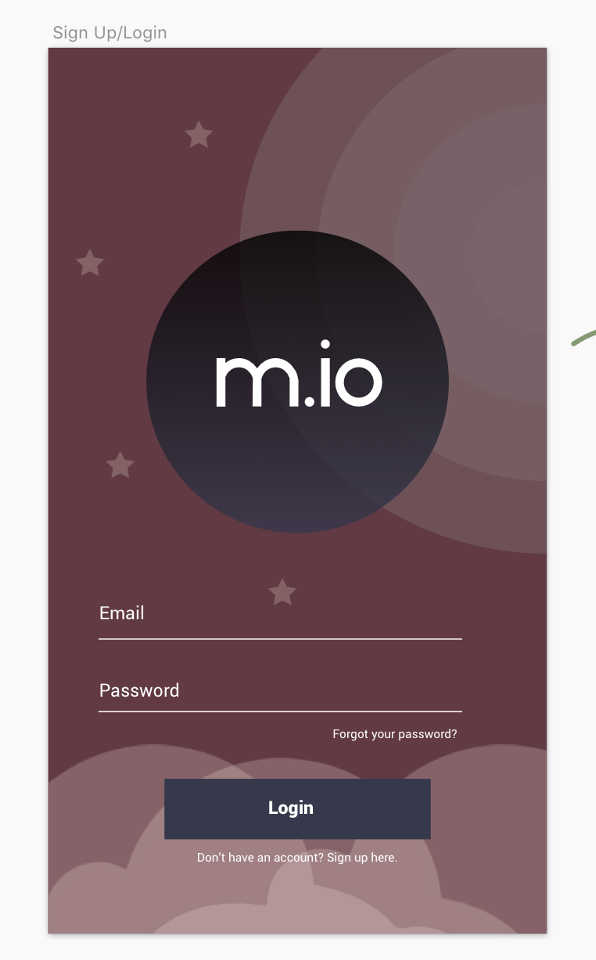 Sign Up/Login
m.io
Email
Password
Forgot your password?
Login
Don't have an account? Sign up here.